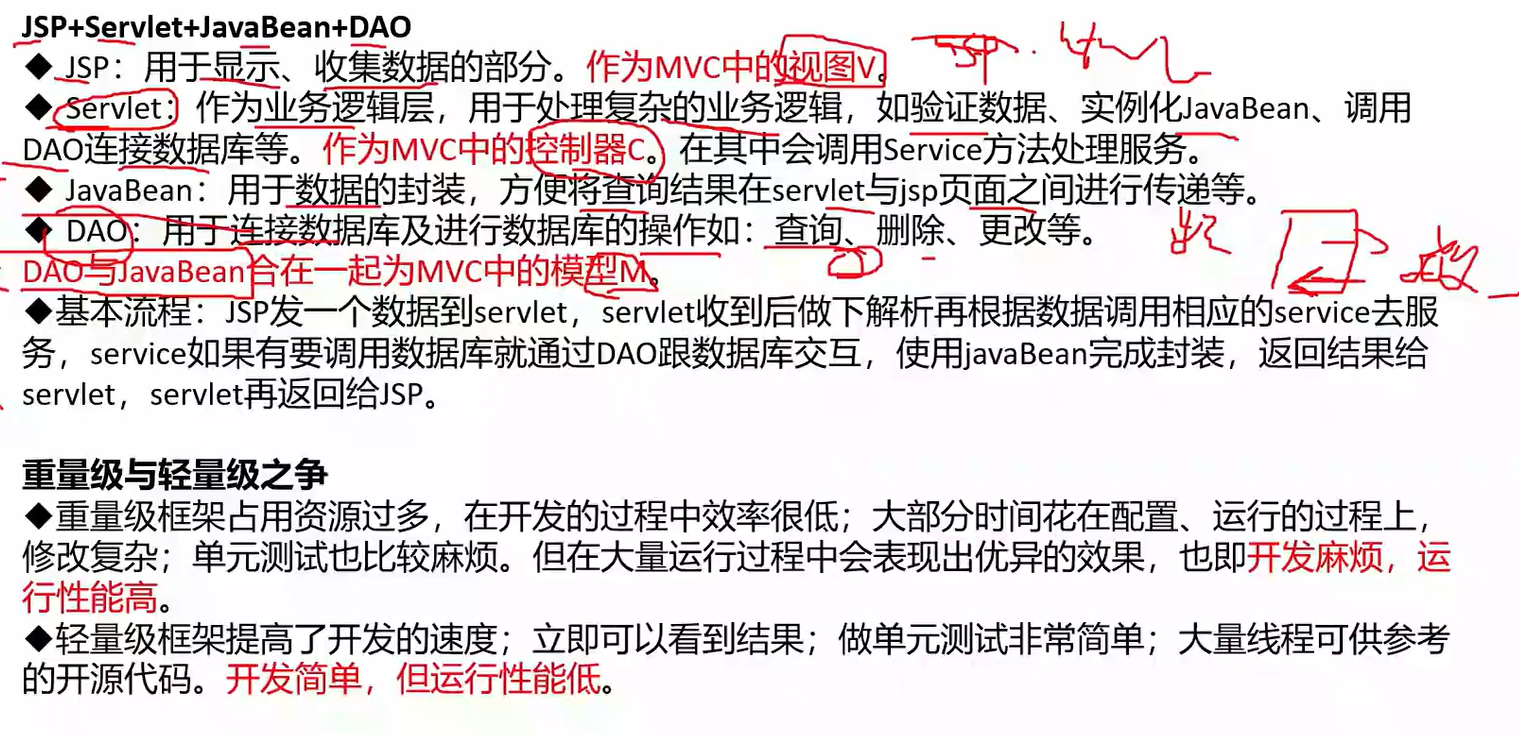 JSP+Servlet+JavaBean+DAO
◆ JSP：用于显示、收集数据的部分。作为MVC中的视图V。
◆ Servlet：作为业务逻辑层，用于处理复杂的业务逻辑，如验证数据、实例化JavaBean、调用
DAO连接数据库等。作为MVC中的控制器C。在其中会调用Service方法处理服务。
◆ JavaBean：用于数据的封装，方便将查询结果在servlet与jsp页面之间进行传递等。
◆ DAO：用于连接数据库及进行数据库的操作如：查询、删除、更改等。
DAO与JavaBean合在一起为MVC中的模型M。
◆基本流程：JSP发一个数据到servlet，servlet收到后做下解析再根据数据调用相应的service去服
务，service如果有要调用数据库就通过DAO跟数据库交互，使用javaBean完成封装，返回结果给
servlet，servlet再返回给JSP。
重量级与轻量级之争
◆重量级框架占用资源过多，在开发的过程中效率很低；大部分时间花在配置、运行的过程上，
修改复杂；单元测试也比较麻烦。但在大量运行过程中会表现出优异的效果，也即开发麻烦，运
行性能高。
◆轻量级框架提高了开发的速度；立即可以看到结果；做单元测试非常简单；大量线程可供参考
的开源代码。开发简单，但运行性能低。